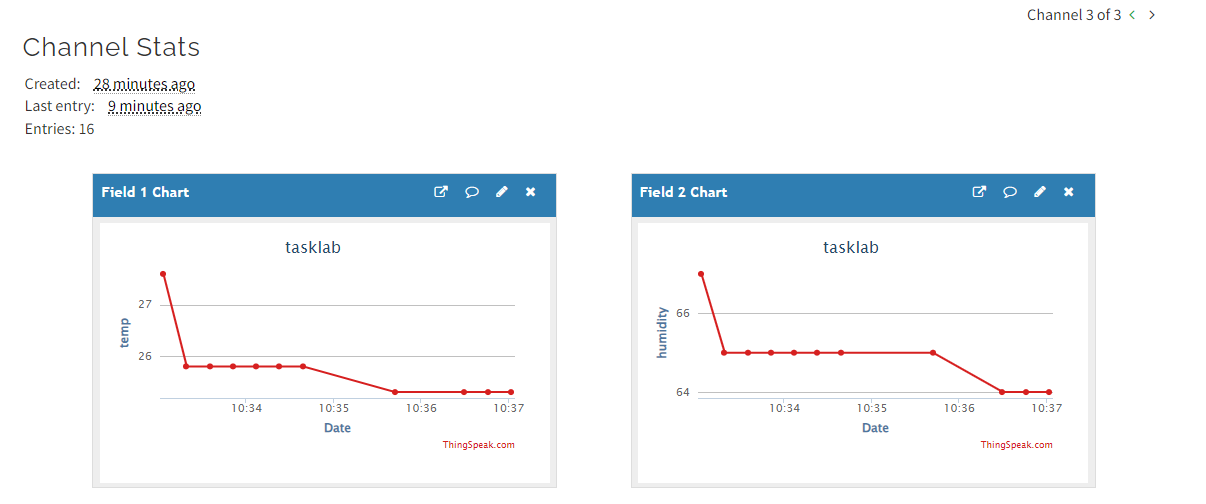 Channel 3 of 3 < >
Channel Stats
Created: 28 minutes ago
Last entry: 9 minutes ago
Entries: 16
Field 1 Chart
tasklab
27
26
temp
10:34 10:35 10:36 10:37
Date
ThingSpeak.com
Field 2 Chart
tasklab
66
64
humidity
10:34 10:35 10:36 10:37
Date
ThingSpeak.com